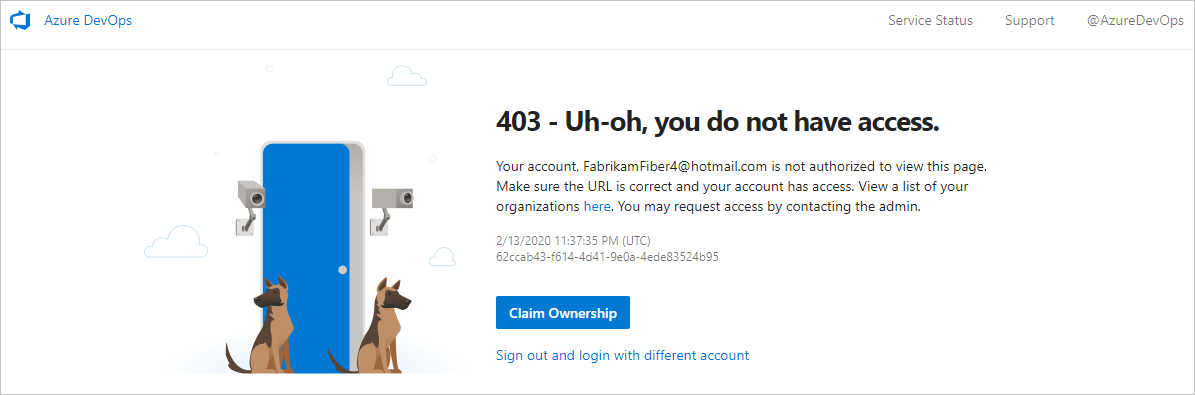 Azure DevOps
Service Status
Support
@AzureDevOps
403 - Uh-oh, you do not have access.
Your account, FabrikamFiber4@hotmail.com is not authorized to view this page.
Make sure the URL is correct and your account has access. View a list of your
organizations here. You may request access by contacting the admin.
2/13/2020 11:37:35 PM (UTC)
62ccab43-f614-4d41-9e0a-4ede83524b95
Claim Ownership
Sign out and login with different account